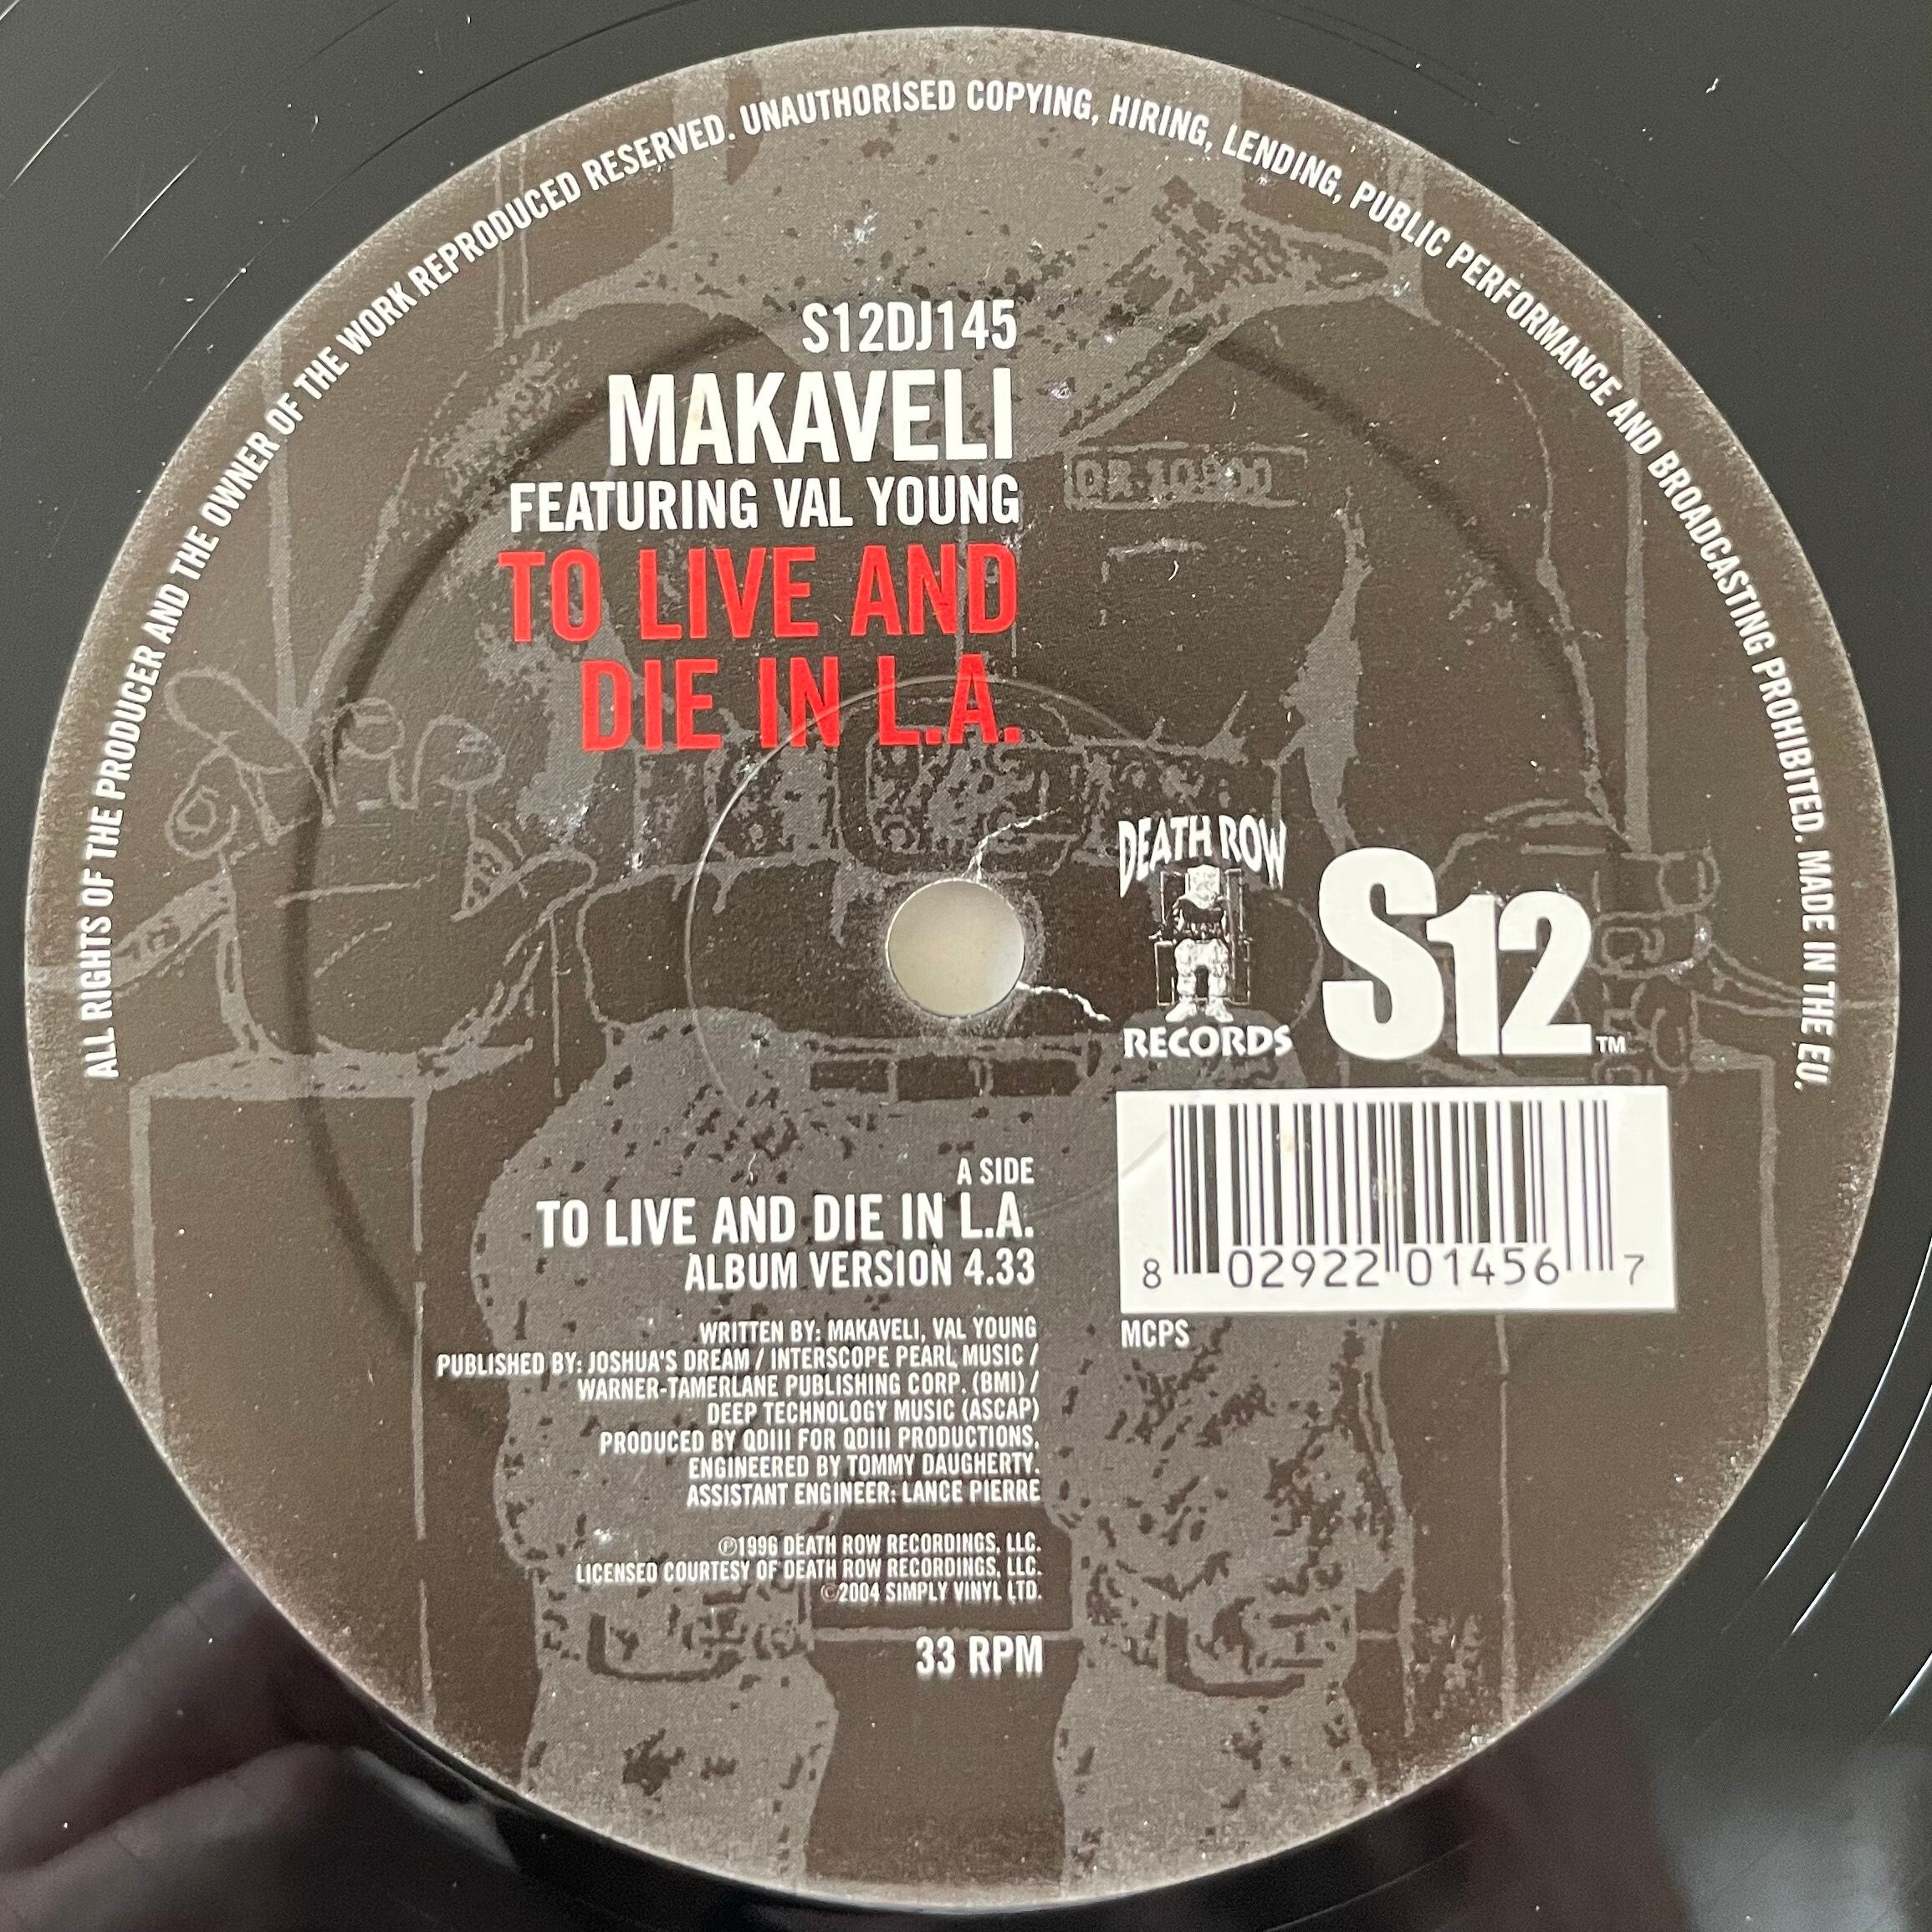 ALL RIGHTS OF THE PRODUCER AND THE OWNER OF THE WORK REPRODUCED RESERVED. UNAUTHORISED COPYING, HIRING, LENDING, PUBLIC PERFORMANCE AND BROADCASTING PROHIBITED. MADE IN THE EU.
S12DJ145
MAKAVELI
FEATURING VAL YOUNG
TO LIVE AND
DIE IN L.A.
DEATH ROW
RECORDS
S12™
A SIDE
TO LIVE AND DIE IN L.A.
ALBUM VERSION 4.33
8 02922 01456 7
MCPS
WRITTEN BY: MAKAVELI, VAL YOUNG
PUBLISHED BY: JOSHUA'S DREAM / INTERSCOPE PEARL MUSIC /
WARNER-TAMERLANE PUBLISHING CORP. (BMI) /
DEEP TECHNOLOGY MUSIC (ASCAP)
PRODUCED BY QDIII FOR QDIII PRODUCTIONS.
ENGINEERED BY TOMMY DAUGHERTY.
ASSISTANT ENGINEER: LANCE PIERRE
℗1996 DEATH ROW RECORDINGS, LLC.
LICENSED COURTESY OF DEATH ROW RECORDINGS, LLC.
©2004 SIMPLY VINYL LTD.
33 RPM